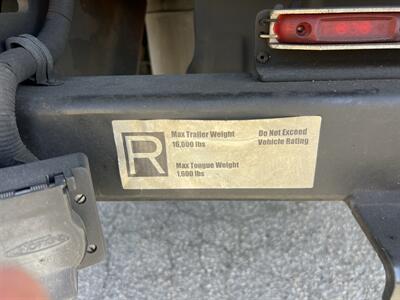 R
Max Trailer Weight
16,000 lbs
Do Not Exceed
Vehicle Rating
Max Tongue Weight
1,600 lbs